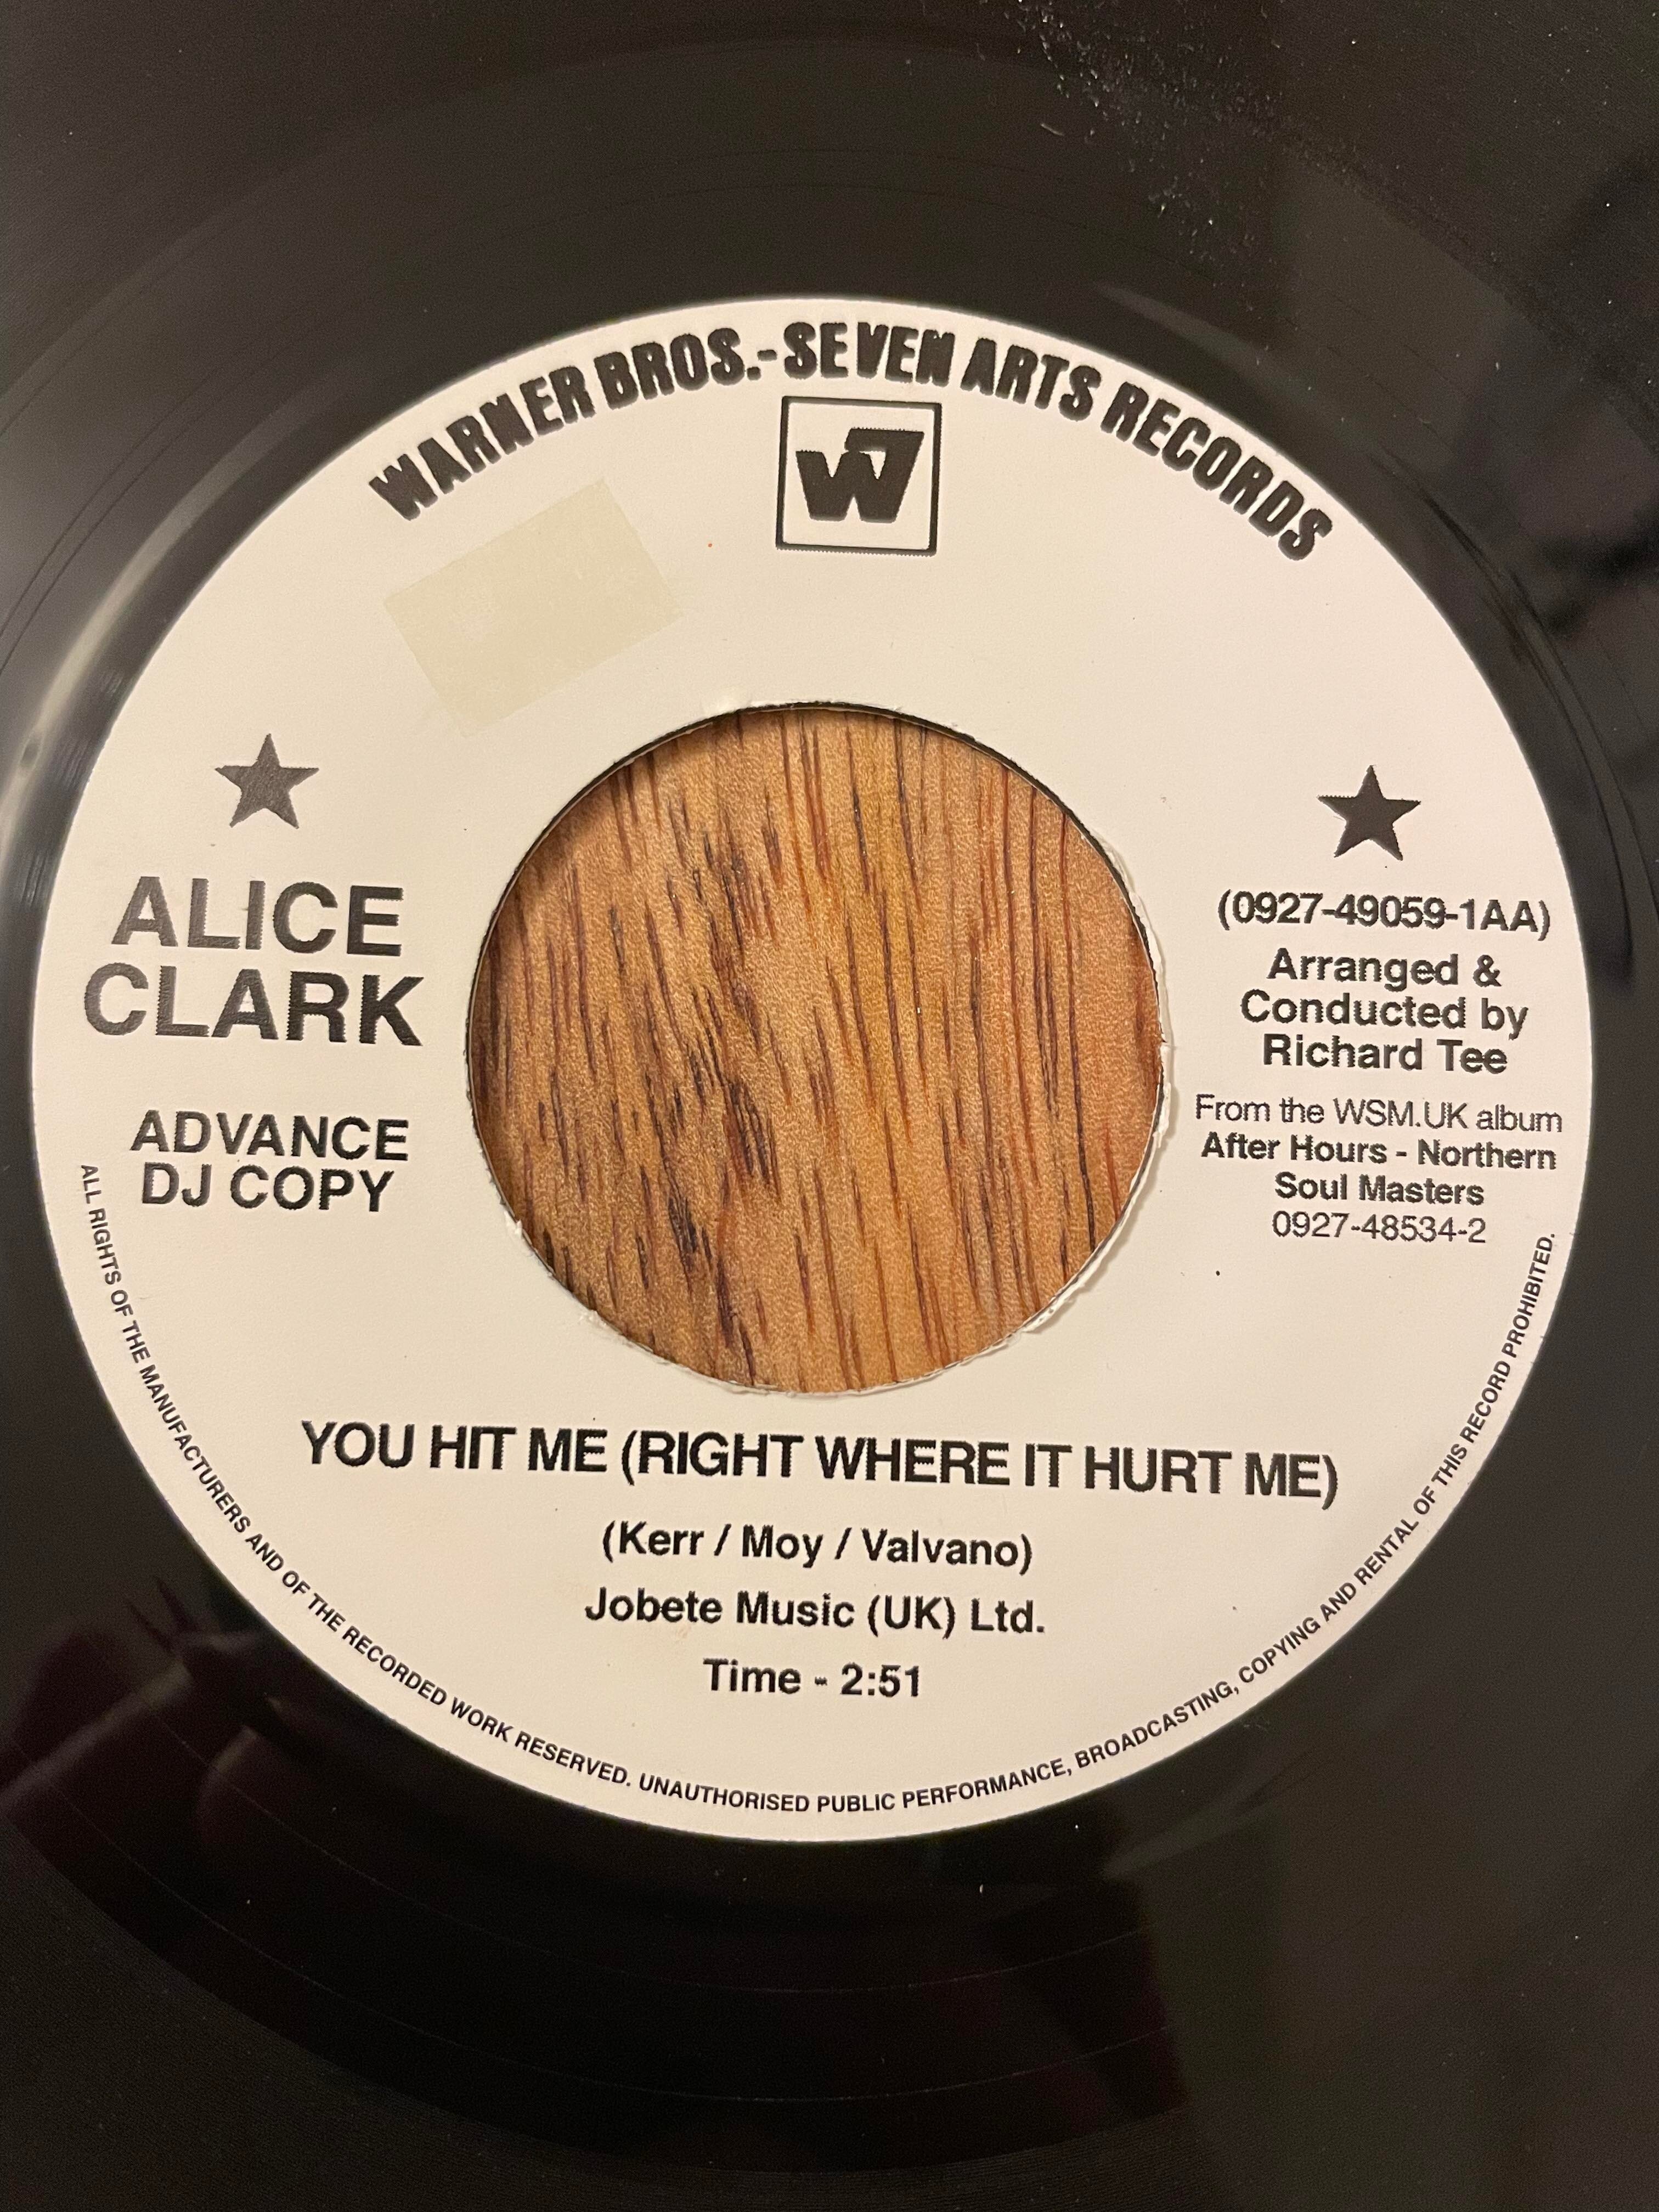 WARNER BROS.-SEVEN ARTS RECORDS
W7
ALICE
CLARK
ADVANCE
DJ COPY
(0927-49059-1AA)
Arranged &
Conducted by
Richard Tee
From the WSM.UK album
After Hours - Northern
Soul Masters
0927-48534-2
YOU HIT ME (RIGHT WHERE IT HURT ME)
(Kerr / Moy / Valvano)
Jobete Music (UK) Ltd.
Time - 2:51
ALL RIGHTS OF THE MANUFACTURERS AND OF THE RECORDED WORK RESERVED. UNAUTHORISED PUBLIC PERFORMANCE, BROADCASTING, COPYING AND RENTAL OF THIS RECORD PROHIBITED.